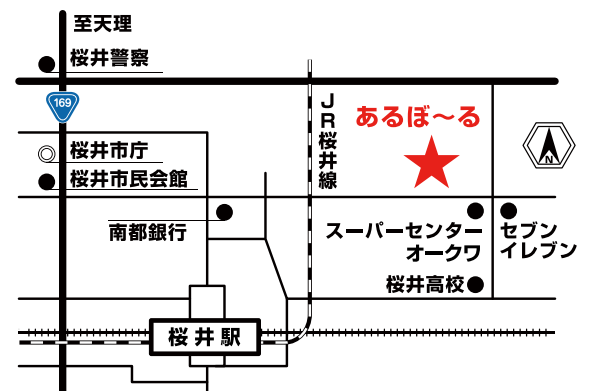 至天理
桜井警察
169
JR桜井線
あるぼ〜る
桜井市庁
桜井市民会館
N
南都銀行
スーパーセンター
オークワ
セブン
イレブン
桜井高校
桜井駅